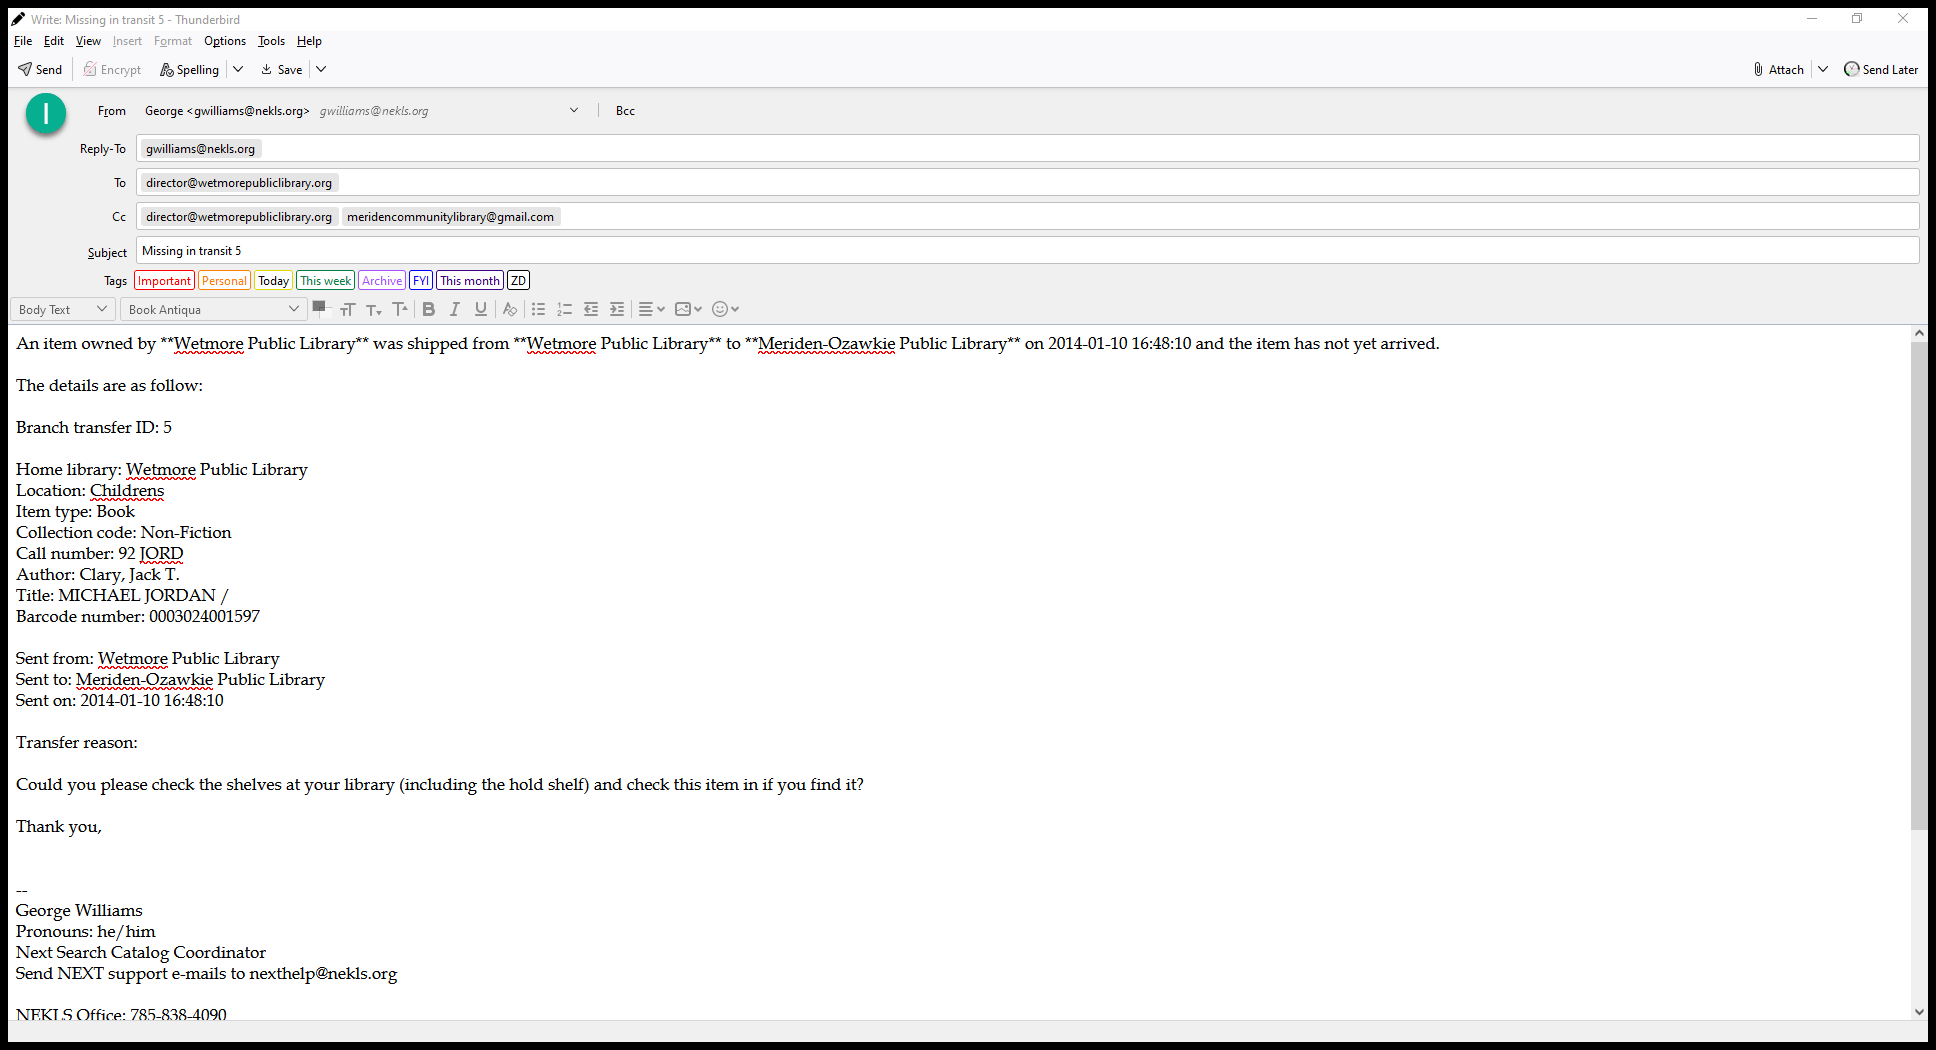 Write: Missing in transit 5 - Thunderbird
File Edit View Insert Format Options Tools Help
Send Encrypt Spelling Save Attach Send Later
I
From George <gwilliams@nekls.org> gwilliams@nekls.org Bcc
Reply-To gwilliams@nekls.org
To director@wetmorepubliclibrary.org
Cc director@wetmorepubliclibrary.org meridencommunitylibrary@gmail.com
Subject Missing in transit 5
Tags Important Personal Today This week Archive FYI This month ZD
Body Text Book Antiqua
An item owned by **Wetmore Public Library** was shipped from **Wetmore Public Library** to **Meriden-Ozawkie Public Library** on 2014-01-10 16:48:10 and the item has not yet arrived.
The details are as follow:
Branch transfer ID: 5
Home library: Wetmore Public Library
Location: Childrens
Item type: Book
Collection code: Non-Fiction
Call number: 92 JORD
Author: Clary, Jack T.
Title: MICHAEL JORDAN /
Barcode number: 0003024001597
Sent from: Wetmore Public Library
Sent to: Meriden-Ozawkie Public Library
Sent on: 2014-01-10 16:48:10
Transfer reason:
Could you please check the shelves at your library (including the hold shelf) and check this item in if you find it?
Thank you,
--
George Williams
Pronouns: he/him
Next Search Catalog Coordinator
Send NEXT support e-mails to nexthelp@nekls.org
NEKLS Office: 785-838-4090